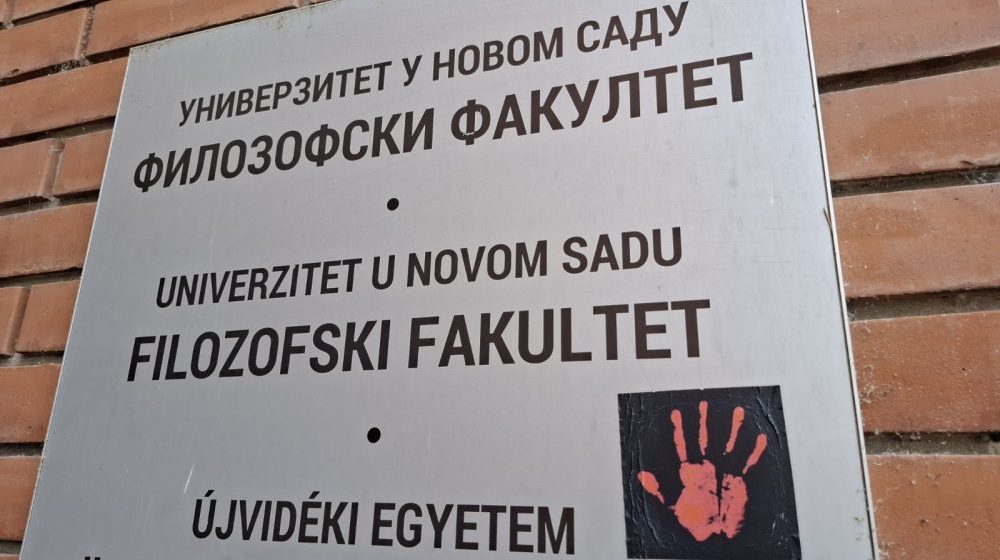 УНИВЕРЗИТЕТ У НОВОМ САДУ
ФИЛОЗОФСКИ ФАКУЛТЕТ
UNIVERZITET U NOVOM SADU
FILOZOFSKI FAKULTET
ÚJVIDÉKI EGYETEM